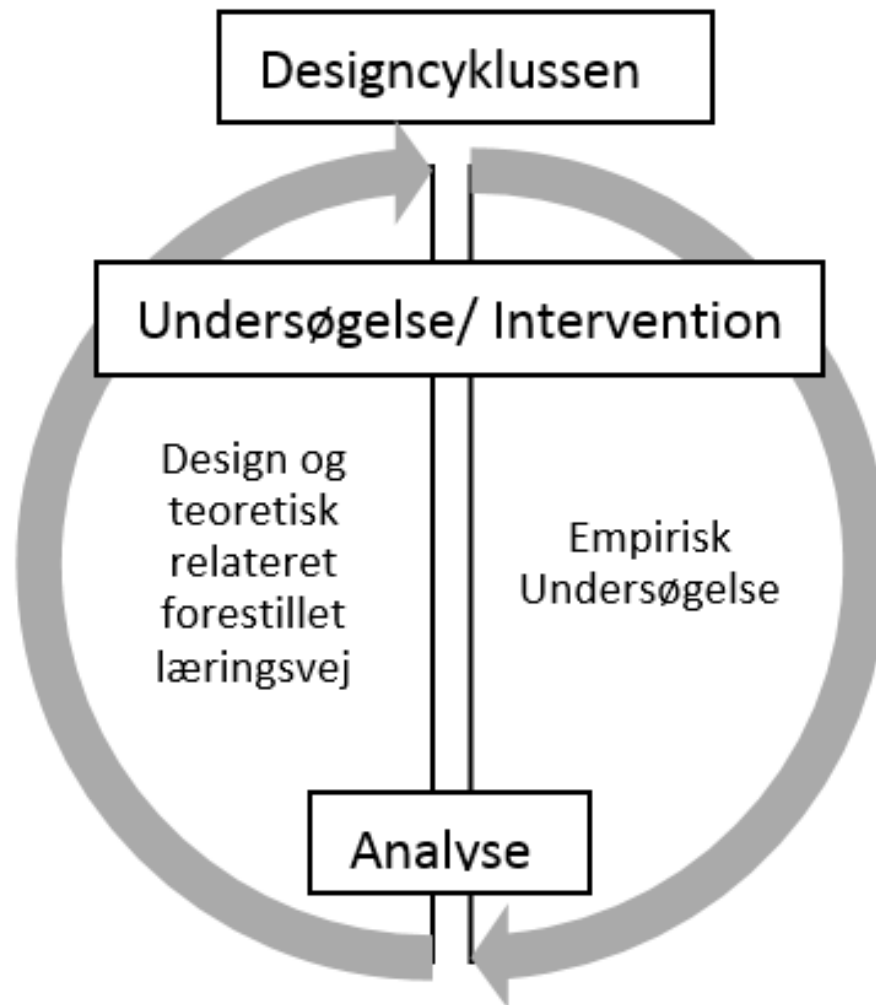 Designcyklussen
Undersøgelse/ Intervention
Design og
teoretisk
relateret
forestillet
læringsvej
Empirisk
Undersøgelse
Analyse